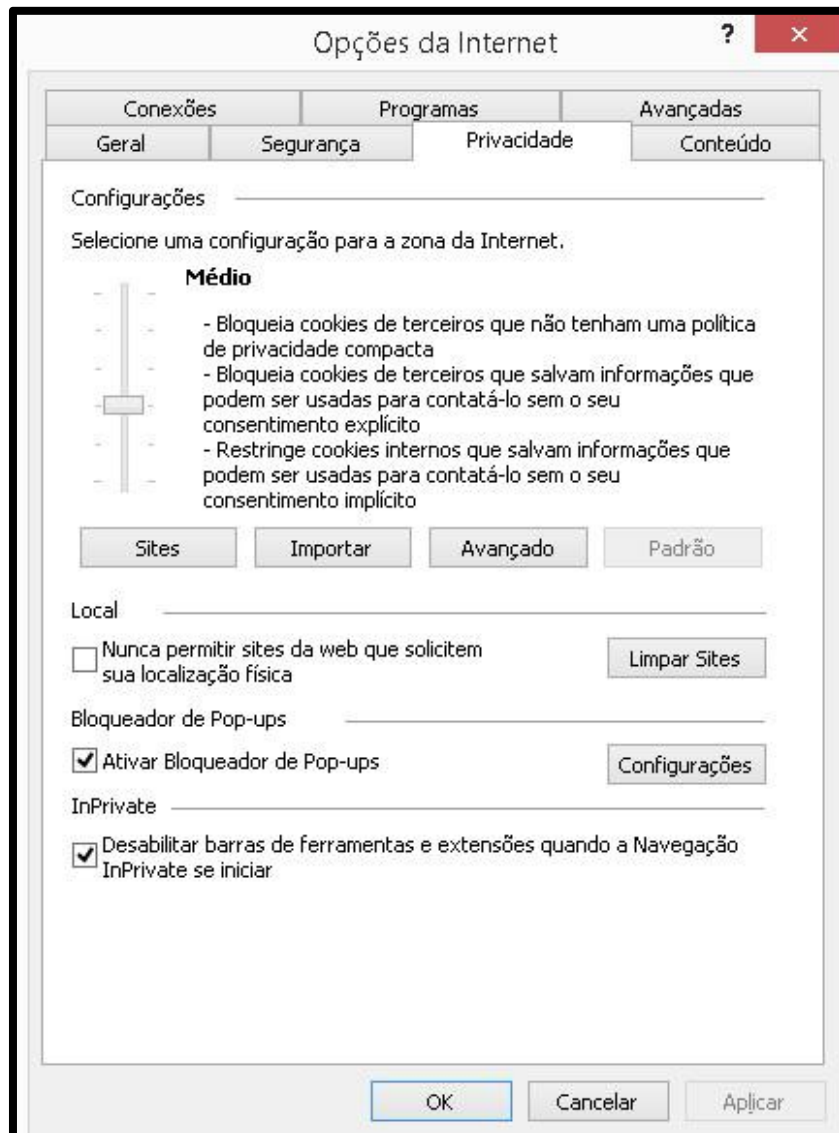 Opções da Internet
?
×
Conexões
Programas
Avançadas
Geral
Segurança
Privacidade
Conteúdo
Configurações
Selecione uma configuração para a zona da Internet.
Médio
- Bloqueia cookies de terceiros que não tenham uma política
de privacidade compacta
- Bloqueia cookies de terceiros que salvam informações que
podem ser usadas para contatá-lo sem o seu
consentimento explícito
- Restringe cookies internos que salvam informações que
podem ser usadas para contatá-lo sem o seu
consentimento implícito
Sites
Importar
Avançado
Padrão
Local
Nunca permitir sites da web que solicitem
sua localização física
Limpar Sites
Bloqueador de Pop-ups
Ativar Bloqueador de Pop-ups
Configurações
InPrivate
Desabilitar barras de ferramentas e extensões quando a Navegação
InPrivate se iniciar
OK
Cancelar
Aplicar